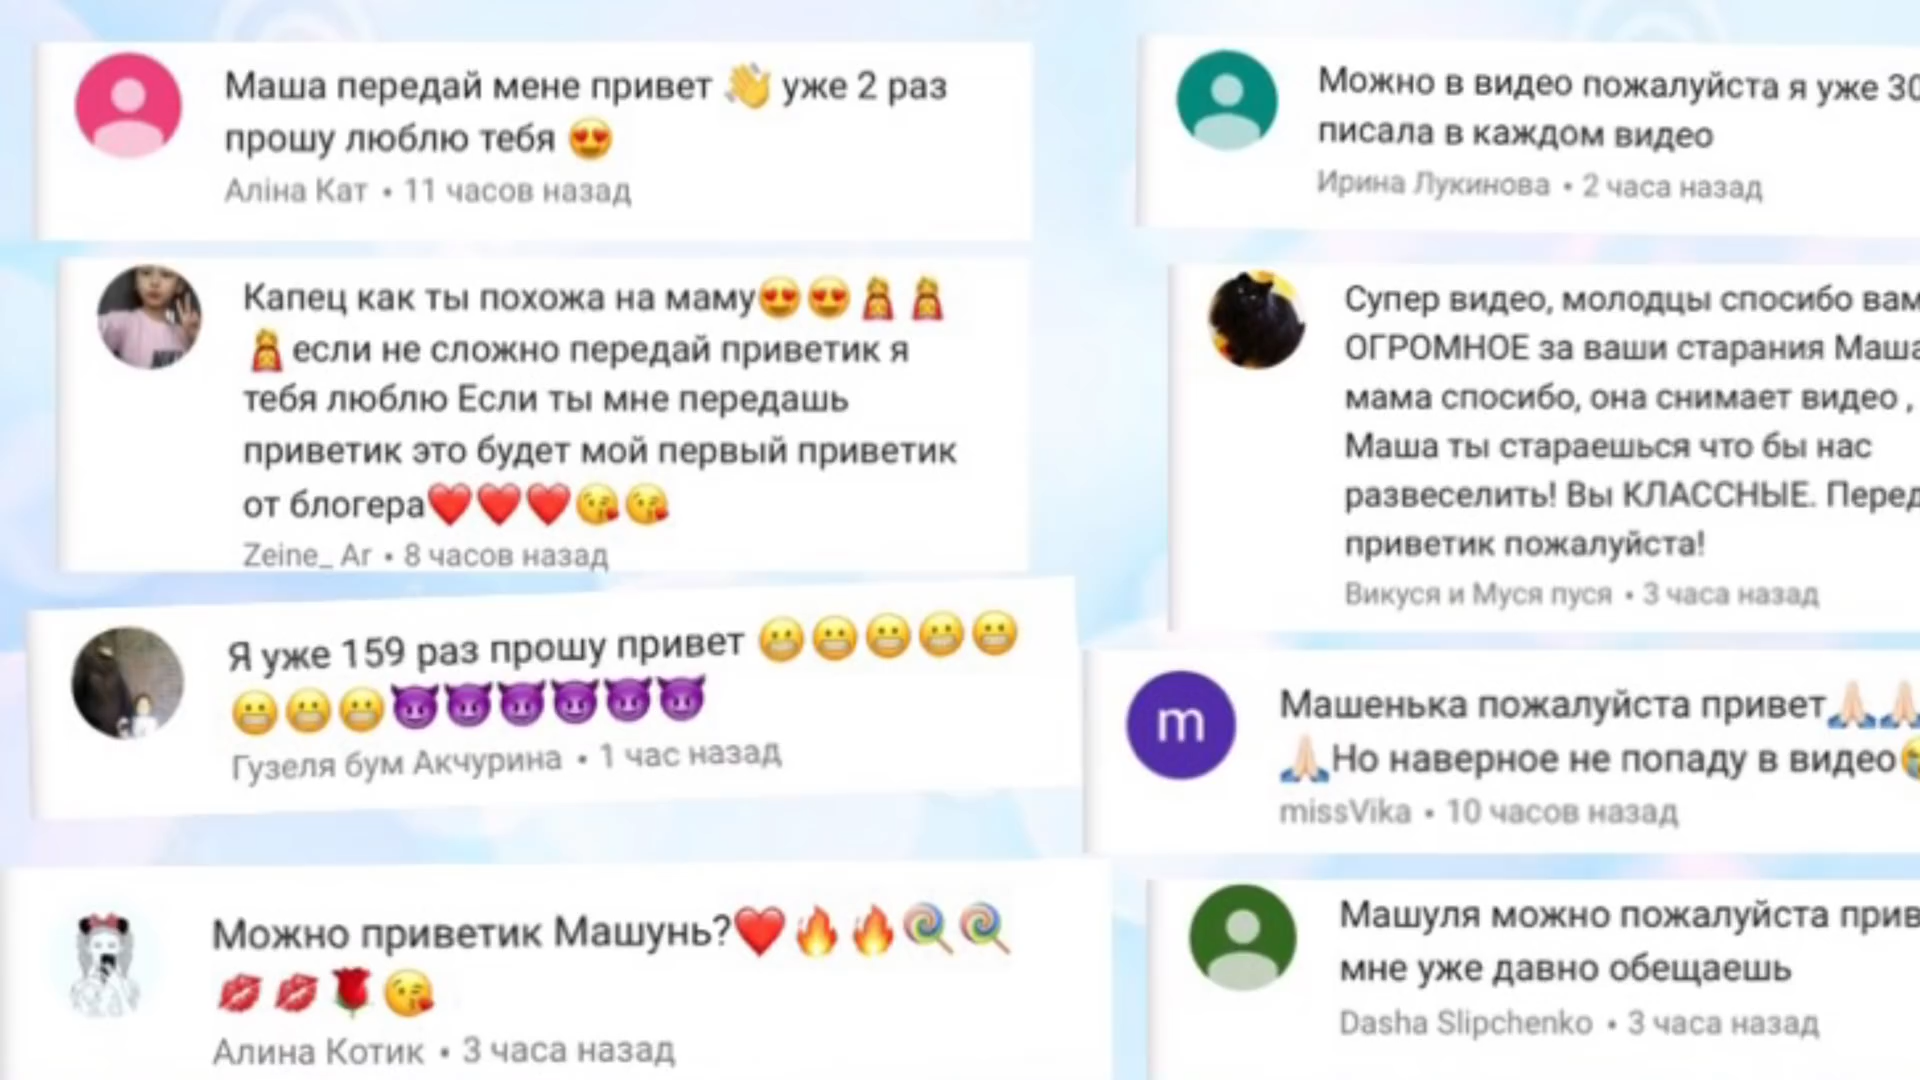 Маша передай мене привет 👋 уже 2 раз
прошу люблю тебя 😍
Аліна Кат • 11 часов назад
Капец как ты похожа на маму😍😍👸👸
👸если не сложно передай приветик я
тебя люблю Если ты мне передашь
приветик это будет мой первый приветик
от блогера❤️❤️❤️😘😘
Zeine_ Ar • 8 часов назад
Я уже 159 раз прошу привет 😬😬😬😬😬
😬😬😬😈😈😈😈😈😈
Гузеля бум Акчурина • 1 час назад
Можно приветик Машунь?❤️🔥🔥🍭🍭
💋💋🌹😘
Алина Котик • 3 часа назад
Можно в видео пожалуйста я уже 30
писала в каждом видео
Ирина Лукинова • 2 часа назад
Супер видео, молодцы спосибо вам
ОГРОМНОЕ за ваши старания Маша
мама спосибо, она снимает видео ,
Маша ты стараешься что бы нас
развеселить! Вы КЛАССНЫЕ. Перед
приветик пожалуйста!
Викуся и Муся пуся • 3 часа назад
m
Машенька пожалуйста привет🙏🏻🙏🏻
🙏🏻Но наверное не попаду в видео😭
missVika • 10 часов назад
Машуля можно пожалуйста прив
мне уже давно обещаешь
Dasha Slipchenko • 3 часа назад